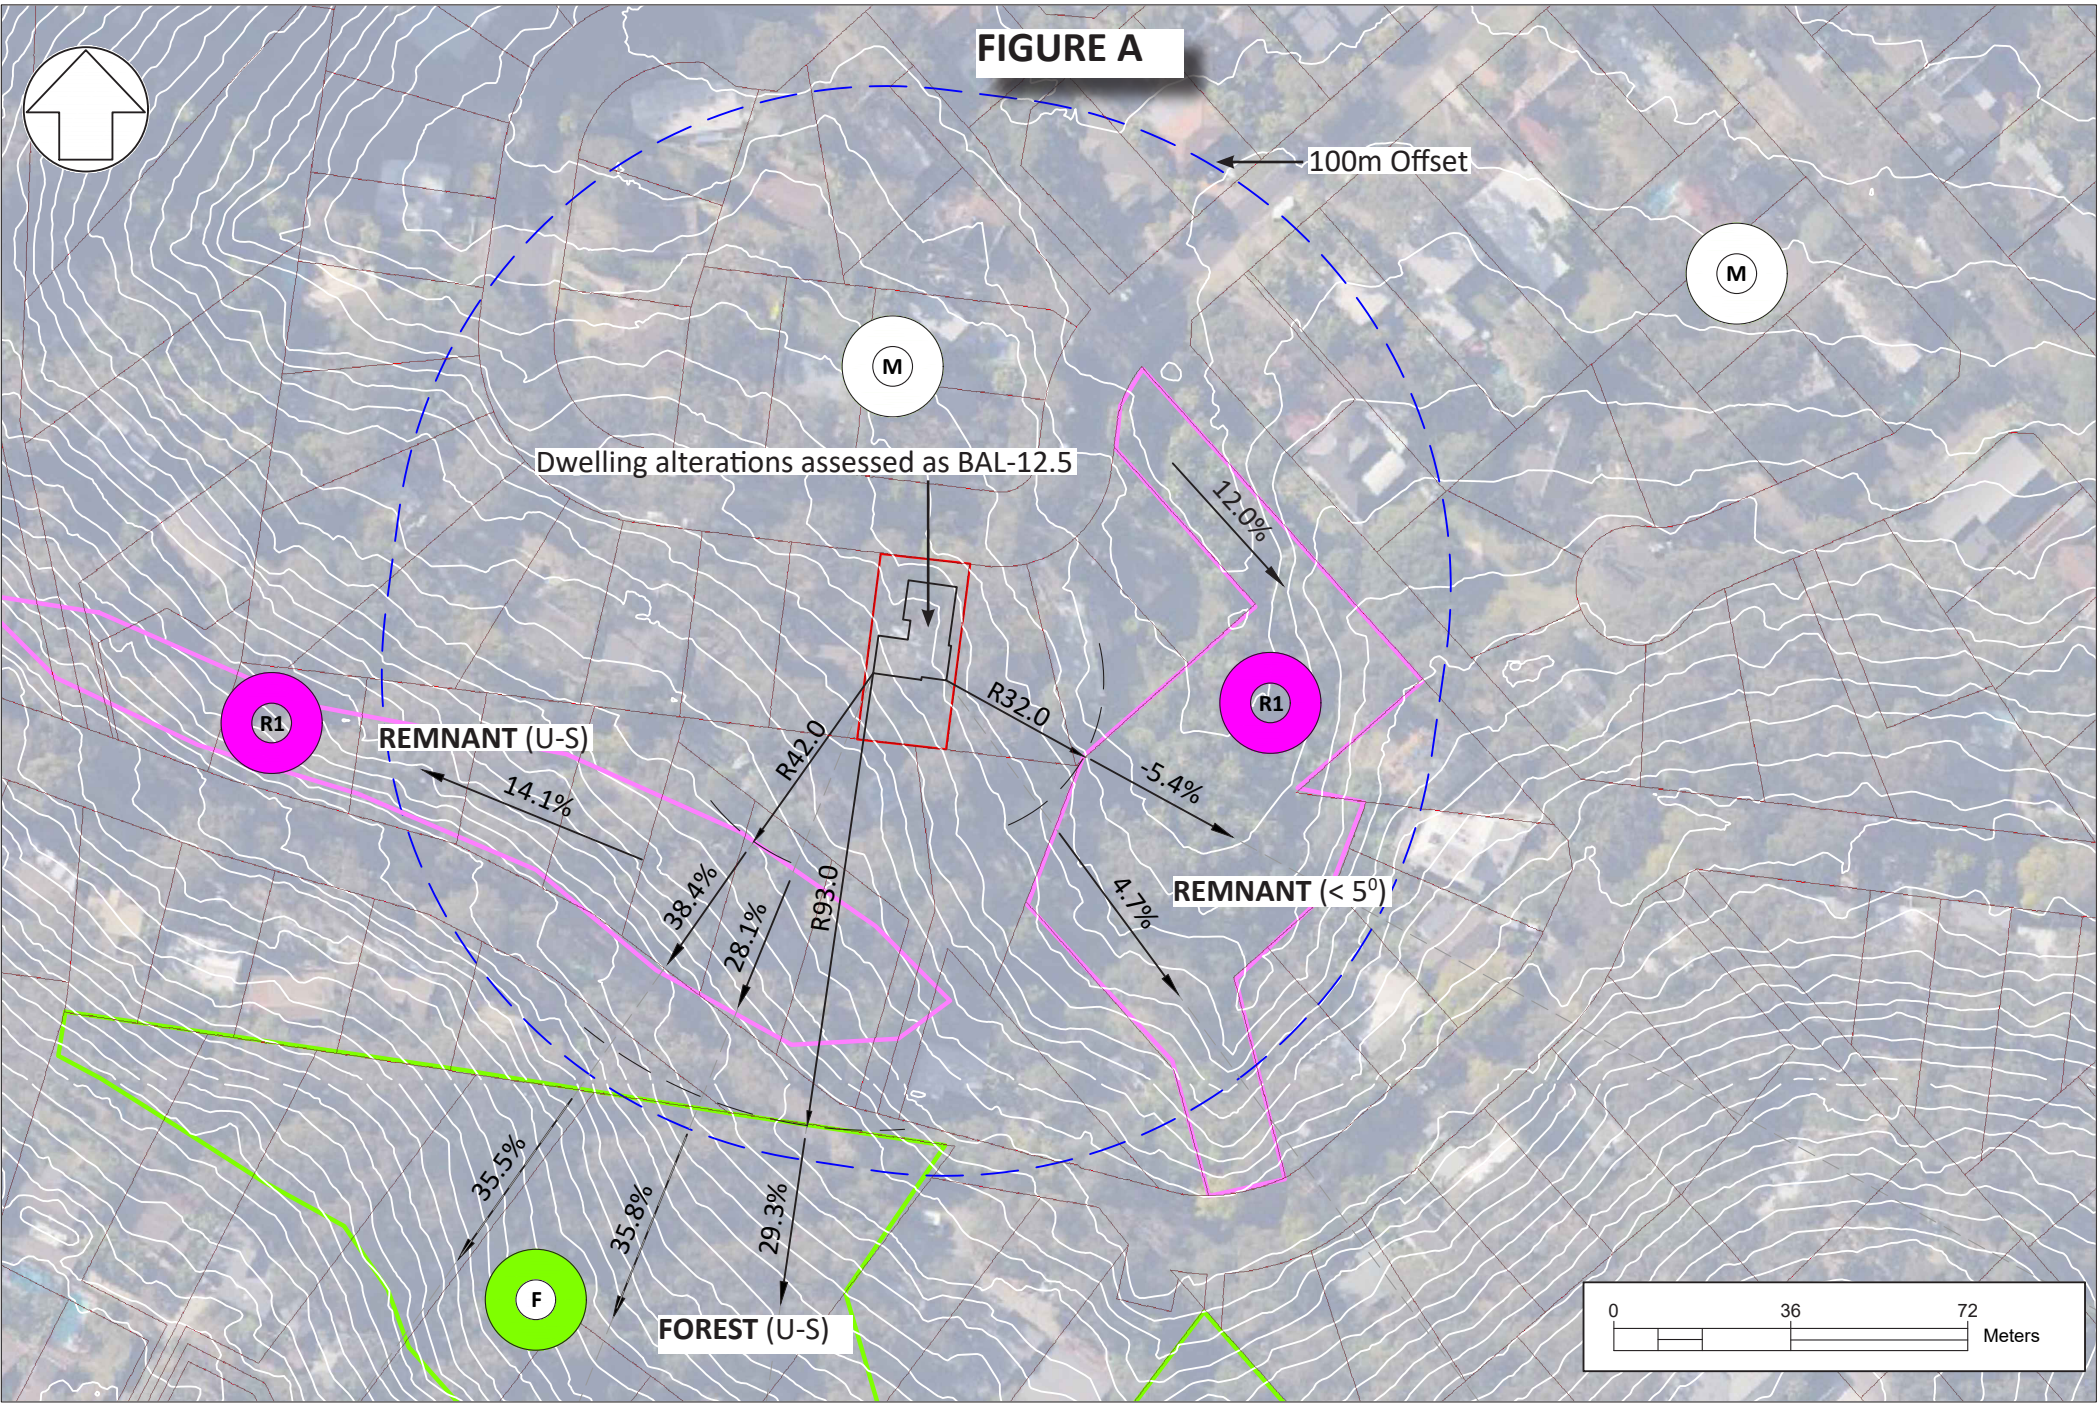 FIGURE A
100m Offset
M
M
Dwelling alterations assessed as BAL-12.5
12.0%
R1
R1
R32.0
REMNANT (U-S)
R42.0
14.1%
-5.4%
38.4%
R93.0
28.1%
4.7%
REMNANT (< 5⁰)
35.5%
35.8%
29.3%
F
FOREST (U-S)
0 36 72
Meters